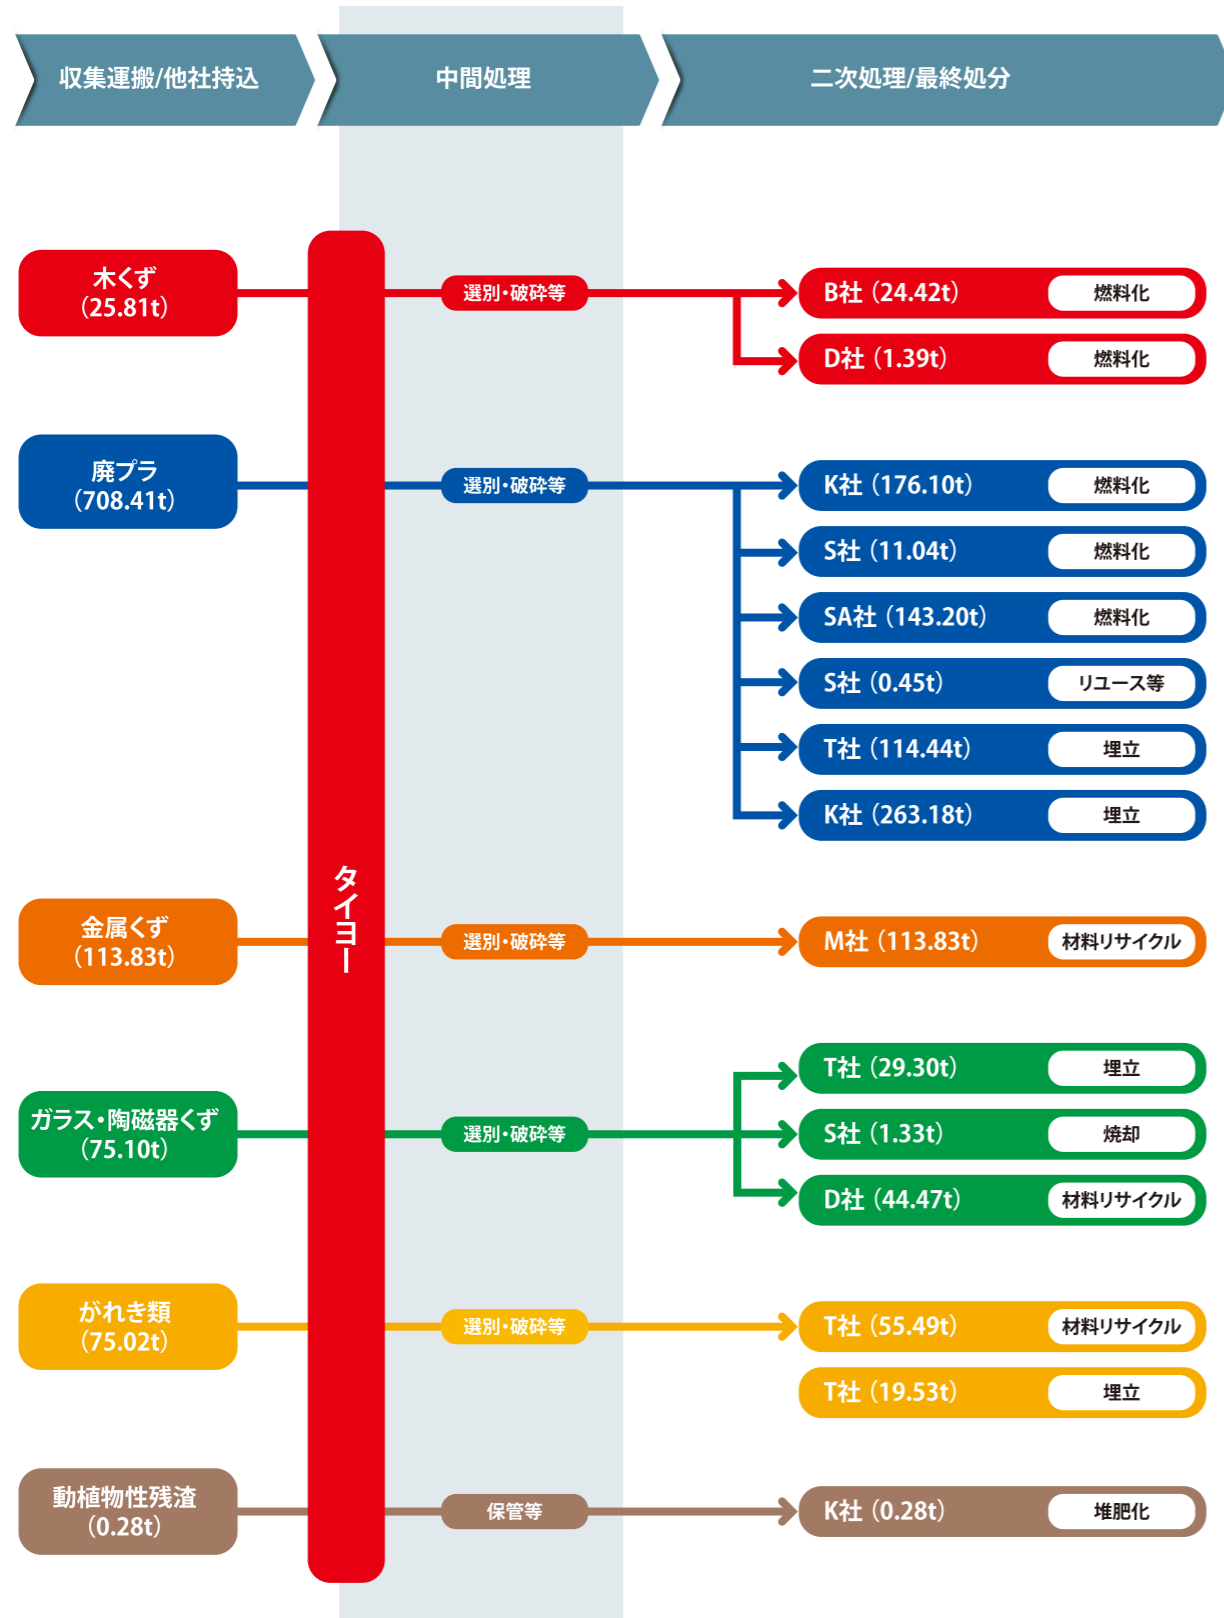 収集運搬/他社持込
中間処理
二次処理/最終処分
タイヨー
木くず
(25.81t)
選別・破砕等
B社（24.42t） 燃料化
D社（1.39t） 燃料化
廃プラ
(708.41t)
選別・破砕等
K社（176.10t） 燃料化
S社（11.04t） 燃料化
SA社（143.20t） 燃料化
S社（0.45t） リユース等
T社（114.44t） 埋立
K社（263.18t） 埋立
金属くず
(113.83t)
選別・破砕等
M社（113.83t） 材料リサイクル
ガラス・陶磁器くず
(75.10t)
選別・破砕等
T社（29.30t） 埋立
S社（1.33t） 焼却
D社（44.47t） 材料リサイクル
がれき類
(75.02t)
選別・破砕等
T社（55.49t） 材料リサイクル
T社（19.53t） 埋立
動植物性残渣
(0.28t)
保管等
K社（0.28t） 堆肥化